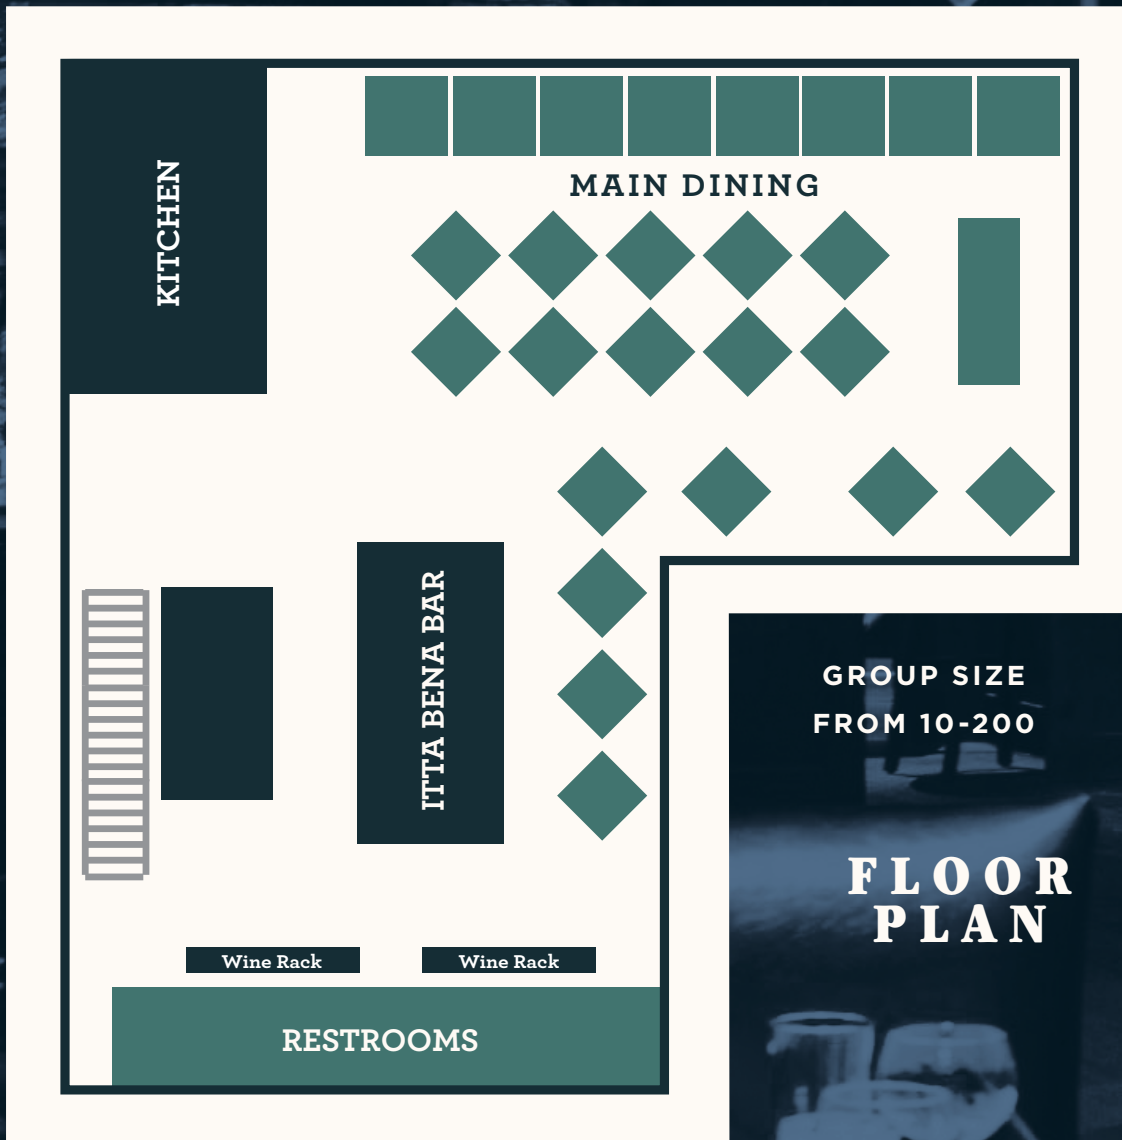 KITCHEN
MAIN DINING
ITTA BENA BAR
GROUP SIZE
FROM 10-200
FLOOR
PLAN
Wine Rack
Wine Rack
RESTROOMS